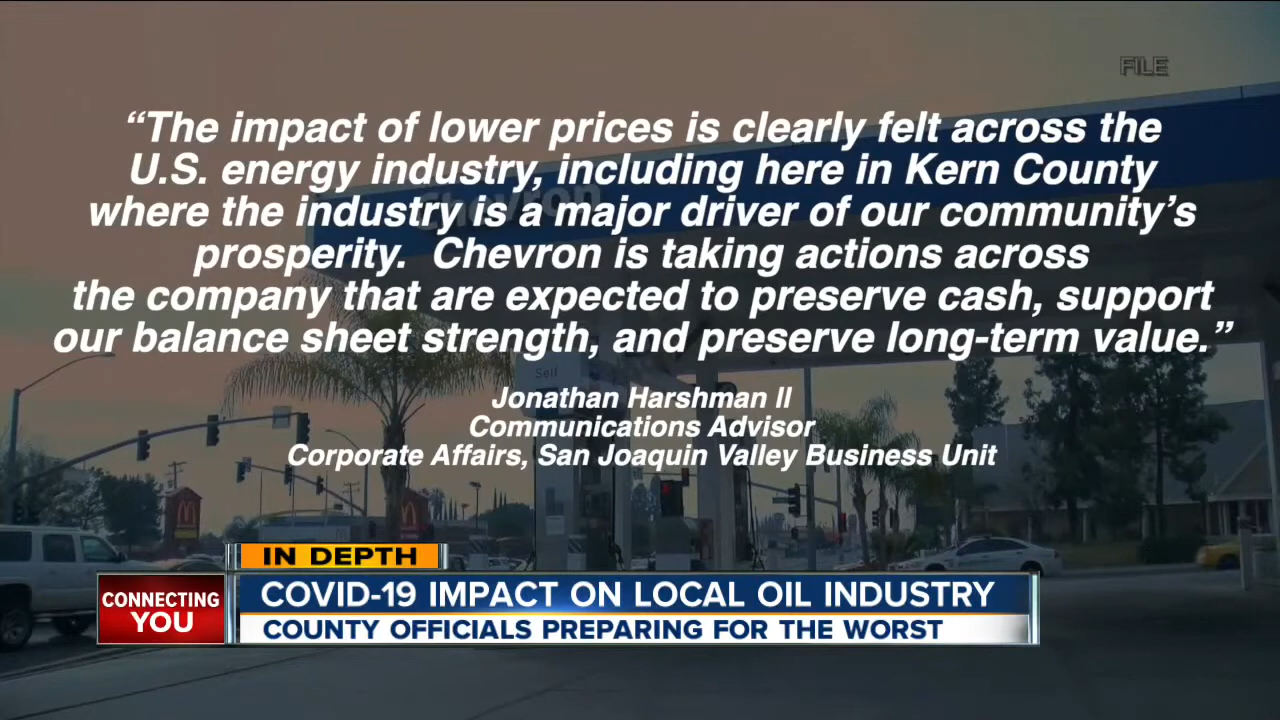 FILE
“The impact of lower prices is clearly felt across the
U.S. energy industry, including here in Kern County
where the industry is a major driver of our community’s
prosperity.  Chevron is taking actions across
the company that are expected to preserve cash, support
our balance sheet strength, and preserve long-term value.”
Chevron
Self
Jonathan Harshman II
Communications Advisor
Corporate Affairs, San Joaquin Valley Business Unit
IN DEPTH
CONNECTING
YOU
COVID-19 IMPACT ON LOCAL OIL INDUSTRY
COUNTY OFFICIALS PREPARING FOR THE WORST